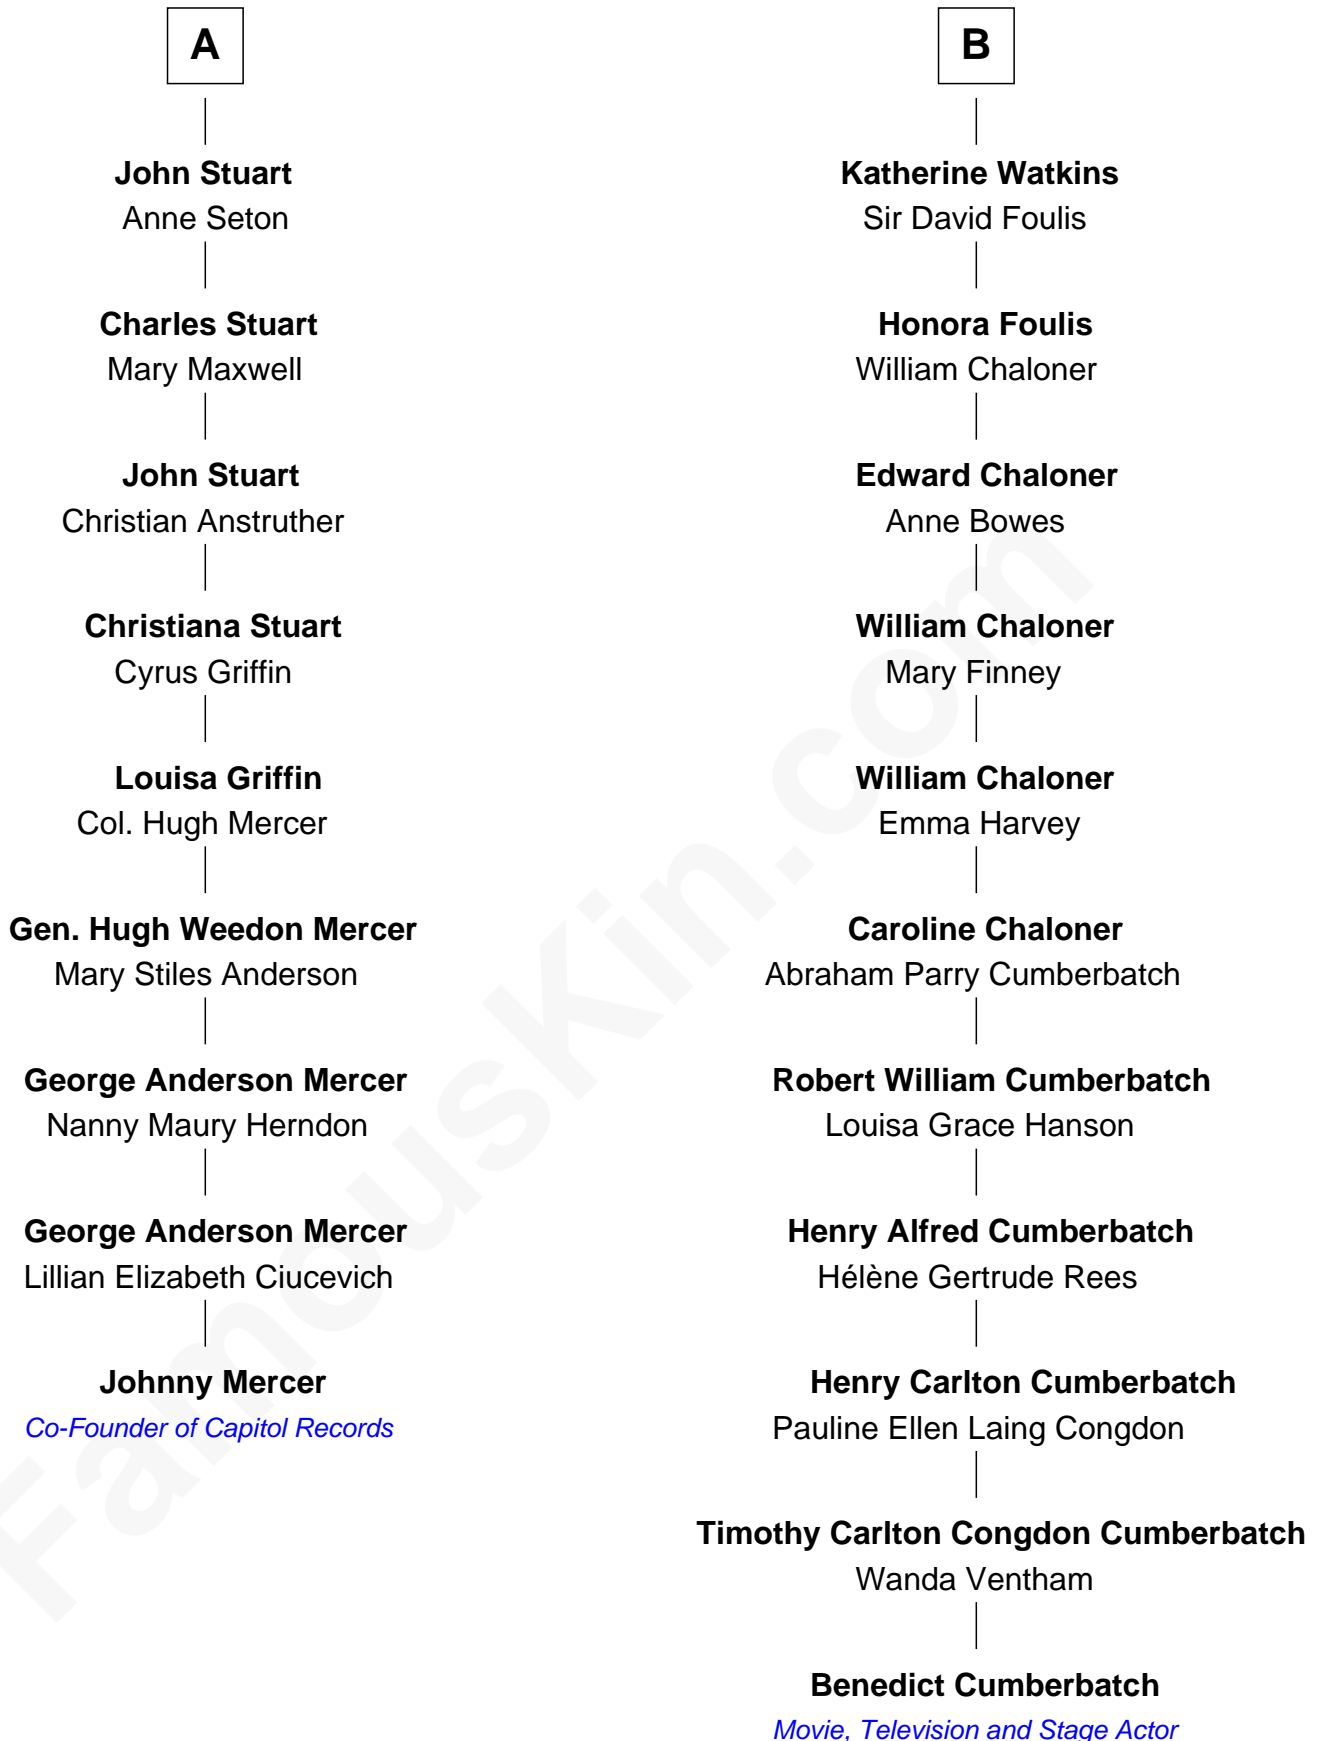 A
John Stuart
Anne Seton
Charles Stuart
Mary Maxwell
John Stuart
Christian Anstruther
Christiana Stuart
Cyrus Griffin
Louisa Griffin
Col. Hugh Mercer
Gen. Hugh Weedon Mercer
Mary Stiles Anderson
George Anderson Mercer
Nanny Maury Herndon
George Anderson Mercer
Lillian Elizabeth Ciucevich
Johnny Mercer
Co-Founder of Capitol Records
B
Katherine Watkins
Sir David Foulis
Honora Foulis
William Chaloner
Edward Chaloner
Anne Bowes
William Chaloner
Mary Finney
William Chaloner
Emma Harvey
Caroline Chaloner
Abraham Parry Cumberbatch
Robert William Cumberbatch
Louisa Grace Hanson
Henry Alfred Cumberbatch
Hélène Gertrude Rees
Henry Carlton Cumberbatch
Pauline Ellen Laing Congdon
Timothy Carlton Congdon Cumberbatch
Wanda Ventham
Benedict Cumberbatch
Movie, Television and Stage Actor
FamousKin.com